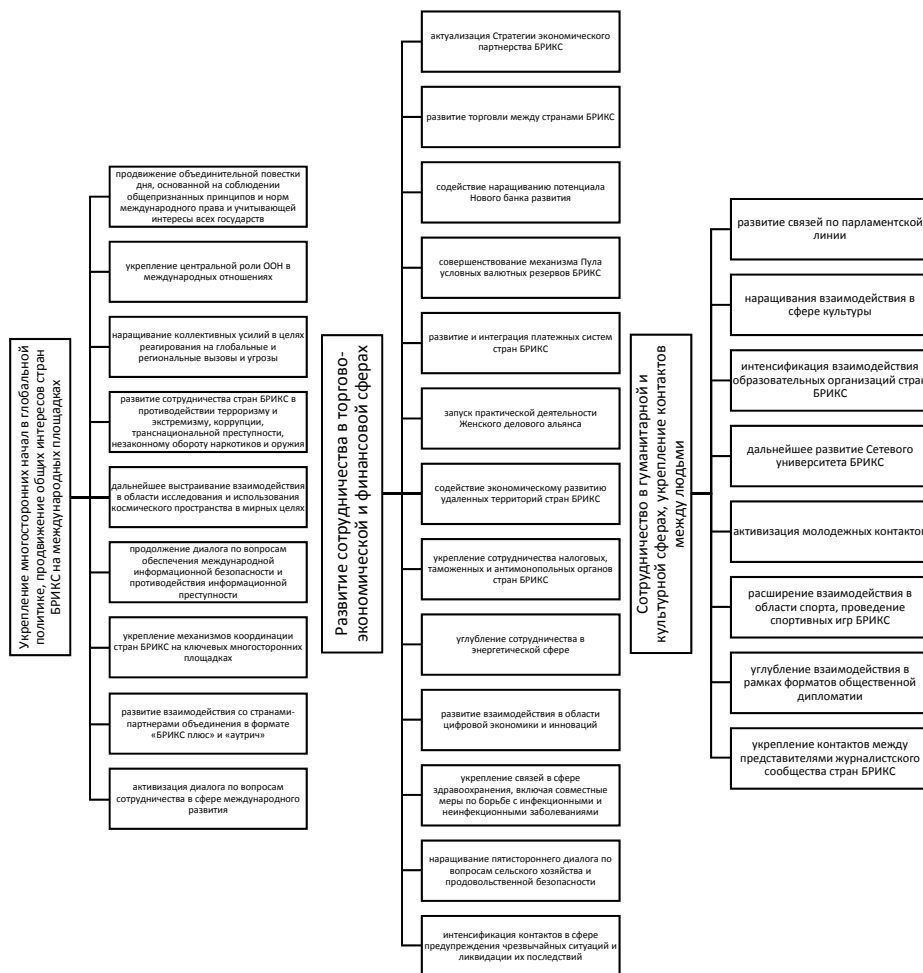 Укрепление многосторонних начал в глобальной
политике, продвижение общих интересов стран
БРИКС на международных площадках
продвижение объединительной повестки
дня, основанной на соблюдении
общепризнанных принципов и норм
международного права и учитывающей
интересы всех государств
укрепление центральной роли ООН в
международных отношениях
наращивание коллективных усилий в целях
реагирования на глобальные и
региональные вызовы и угрозы
развитие сотрудничества стран БРИКС в
противодействии терроризму и
экстремизму, коррупции,
транснациональной преступности,
незаконному обороту наркотиков и оружия
дальнейшее выстраивание взаимодействия
в области исследования и использования
космического пространства в мирных целях
продолжение диалога по вопросам
обеспечения международной
информационной безопасности и
противодействия информационной
преступности
укрепление механизмов координации
стран БРИКС на ключевых многосторонних
площадках
развитие взаимодействия со странами-
партнерами объединения в формате
«БРИКС плюс» и «аутрич»
активизация диалога по вопросам
сотрудничества в сфере международного
развития
Развитие сотрудничества в торгово-
экономической и финансовой сферах
актуализация Стратегии экономического
партнерства БРИКС
развитие торговли между странами БРИКС
содействие наращиванию потенциала
Нового банка развития
совершенствование механизма Пула
условных валютных резервов БРИКС
развитие и интеграция платежных систем
стран БРИКС
запуск практической деятельности
Женского делового альянса
содействие экономическому развитию
удаленных территорий стран БРИКС
укрепление сотрудничества налоговых,
таможенных и антимонопольных органов
стран БРИКС
углубление сотрудничества в
энергетической сфере
развитие взаимодействия в области
цифровой экономики и инноваций
укрепление связей в сфере
здравоохранения, включая совместные
меры по борьбе с инфекционными и
неинфекционными заболеваниями
наращивание пятистороннего диалога по
вопросам сельского хозяйства и
продовольственной безопасности
интенсификация контактов в сфере
предупреждения чрезвычайных ситуаций и
ликвидации их последствий
Сотрудничество в гуманитарной и
культурной сферах, укрепление контактов
между людьми
развитие связей по парламентской
линии
наращивания взаимодействия в
сфере культуры
интенсификация взаимодействия
образовательных организаций стран
БРИКС
дальнейшее развитие Сетевого
университета БРИКС
активизация молодежных контактов
расширение взаимодействия в
области спорта, проведение
спортивных игр БРИКС
углубление взаимодействия в
рамках форматов общественной
дипломатии
укрепление контактов между
представителями журналистского
сообщества стран БРИКС